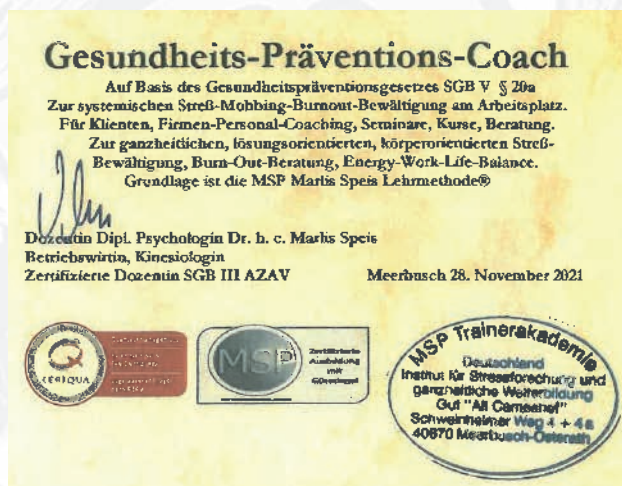 Gesundheits-Präventions-Coach
Auf Basis des Gesundheitspräventionsgesetzes SGB V § 20a
Zur systemischen Streß-Mobbing-Burnout-Bewältigung am Arbeitsplatz.
Für Klienten, Firmen-Personal-Coaching, Seminare, Kurse, Beratung.
Zur ganzheitlichen, lösungsorientierten, körperorientierten Streß-
Bewältigung, Burn-Out-Beratung, Energy-Work-Life-Balance.
Grundlage ist die MSP Marlis Speis Lehrmethode®
Dozentin Dipl. Psychologin Dr. h. c. Marlis Speis
Betriebswirtin, Kinesiologin
Zertifizierte Dozentin SGB III AZAV
Meerbusch 28. November 2021
CERTQUA
MSP
Zertifizierte
Ausbildung
mit
Gütesiegel
MSP Trainerakademie
Deutschland
Institut für Stressforschung und
ganzheitliche Weiterbildung
Schweinheimer Weg 4 + 4a
40670 Meerbusch-Osterath